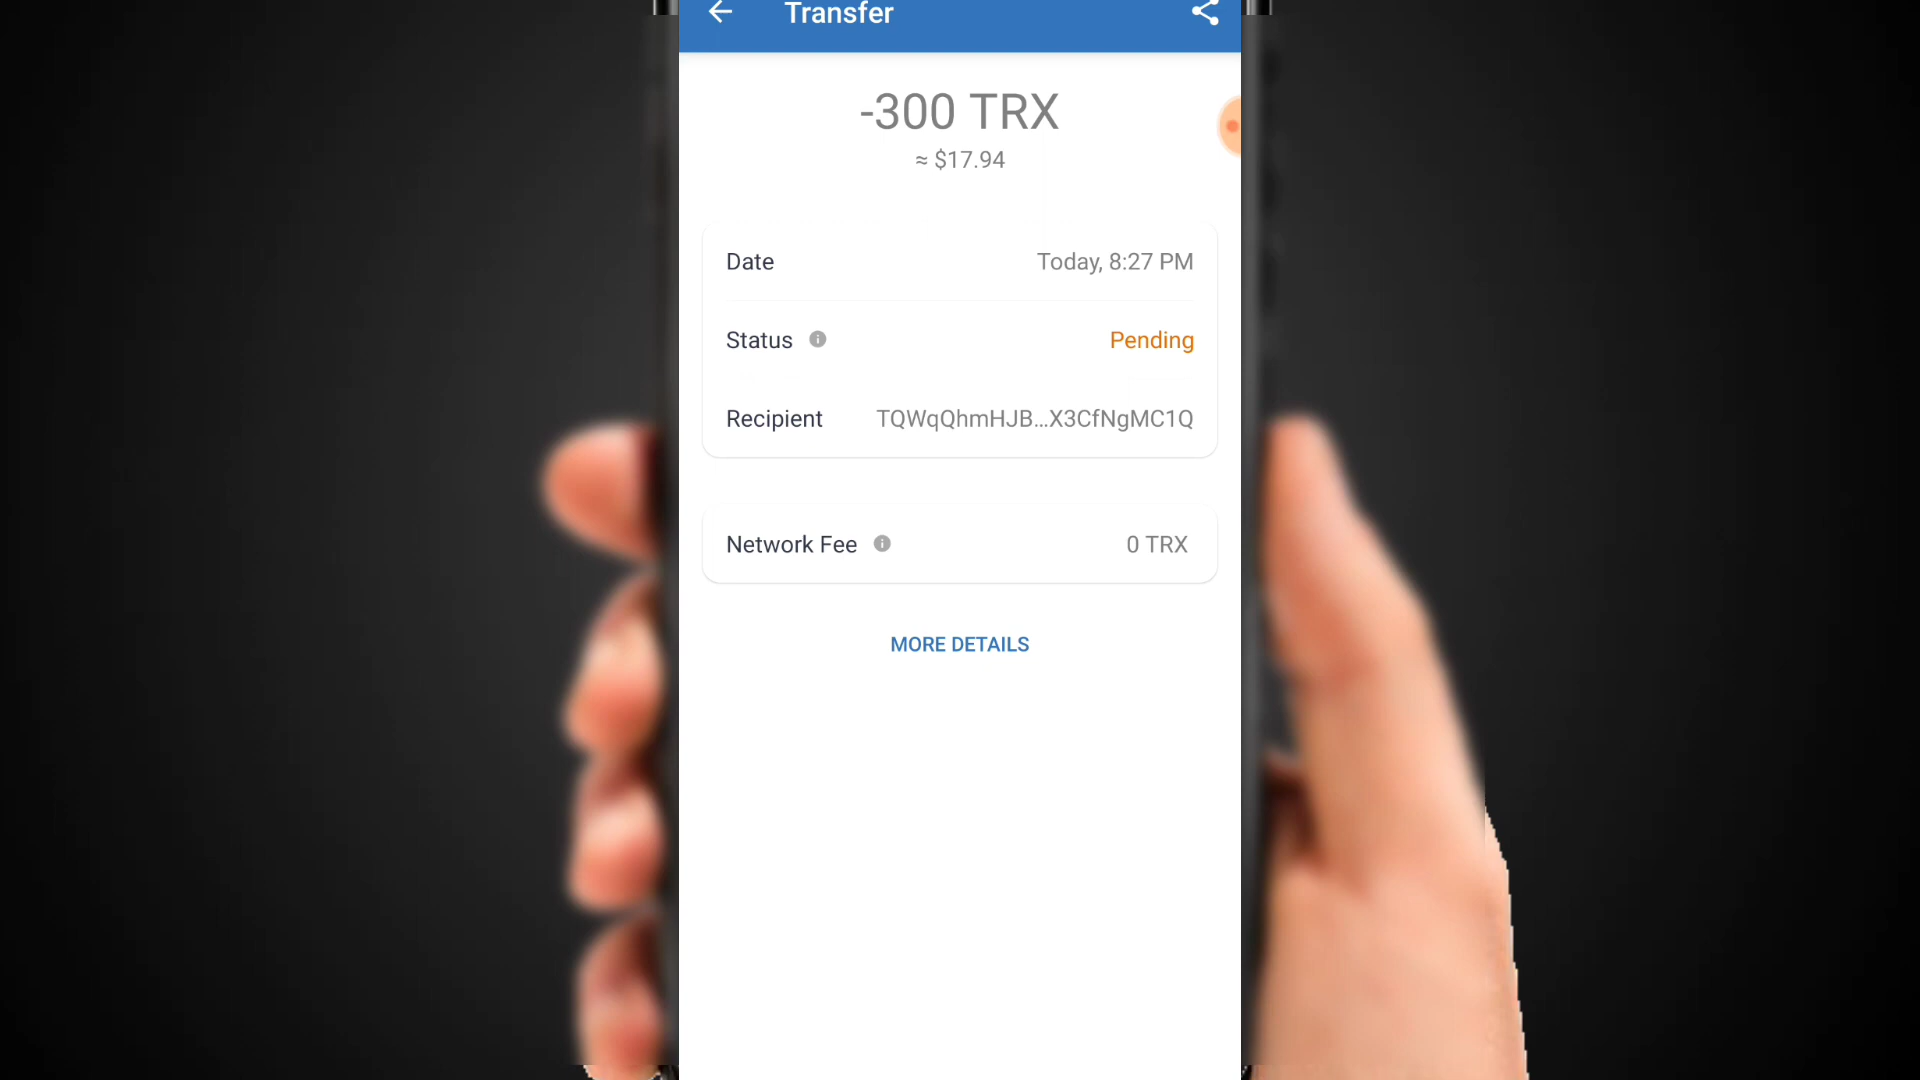 Transfer
-300 TRX
≈ $17.94
Date Today, 8:27 PM
Status Pending
Recipient TQWqQhmHJB...X3CfNgMC1Q
Network Fee 0 TRX
MORE DETAILS